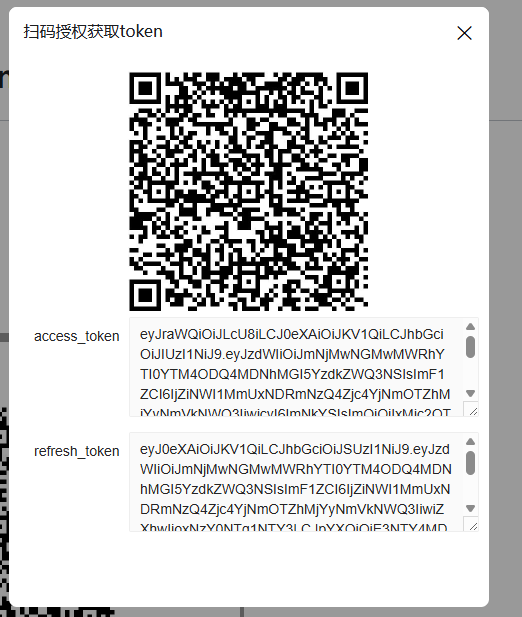 扫码授权获取token
access_token
eyJraWQiOiJLcU8iLCJ0eXAiOiJKV1QiLCJhbGci
OiJIUzI1NiJ9.eyJzdWIiOiJmNjMwNGMwMWRhY
TI0YTM4ODQ4MDNhMGI5YzdkZWQ3NSIsImF1
ZCI6IjZiNWI1MmUxNDRmNzQ4Zjc4YjNmOTZhM
refresh_token
eyJ0eXAiOiJKV1QiLCJhbGciOiJSUzI1NiJ9.eyJzd
WIiOiJmNjMwNGMwMWRhYTI0YTM4ODQ4MDN
hMGI5YzdkZWQ3NSIsImF1ZCI6IjZiNWI1MmUxN
DRmNzQ4Zjc4YjNmOTZhMjYyNmVkNWQ3IiwiZ